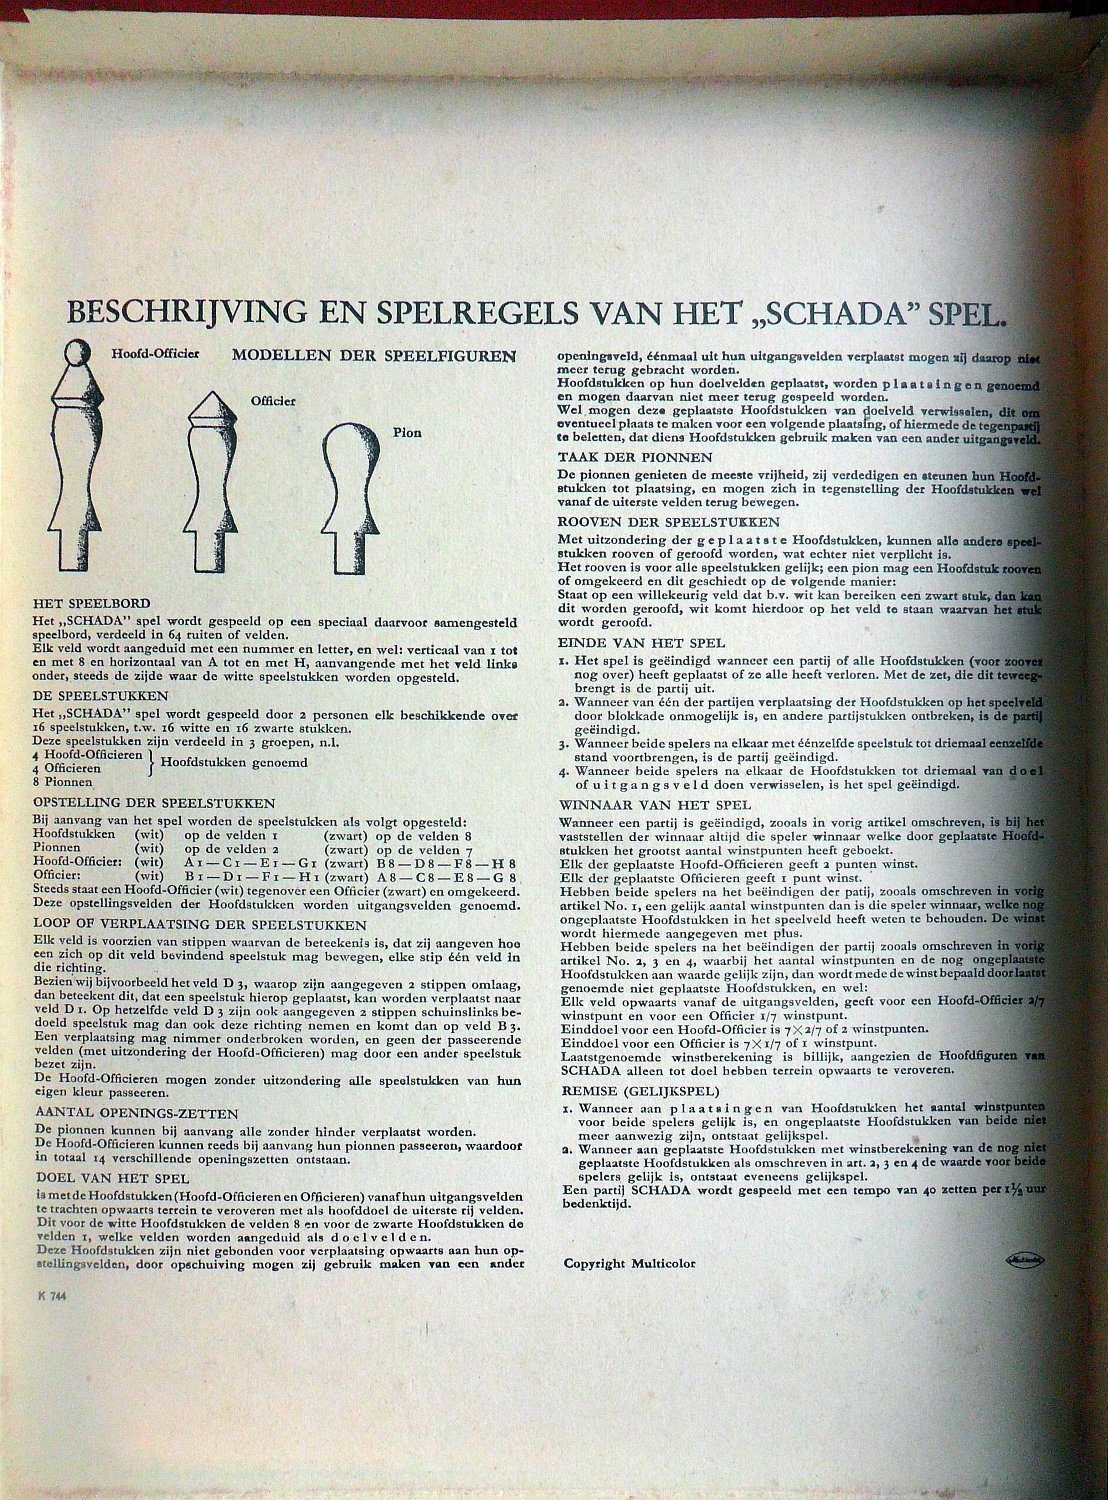 BESCHRIJVING EN SPELREGELS VAN HET „SCHADA” SPEL.
Hoofd-Officier
MODELLEN DER SPEELFIGUREN
Officier
Pion
HET SPEELBORD
Het „SCHADA” spel wordt gespeeld op een speciaal daarvoor samengesteld
speelbord, verdeeld in 64 ruiten of velden.
Elk veld wordt aangeduid met een nummer en letter, en wel: verticaal van 1 tot
en met 8 en horizontaal van A tot en met H, aanvangende met het veld links
onder, steeds de zijde waar de witte speelstukken worden opgesteld.
DE SPEELSTUKKEN
Het „SCHADA” spel wordt gespeeld door 2 personen elk beschikkende over
16 speelstukken, t.w. 16 witte en 16 zwarte stukken.
Deze speelstukken zijn verdeeld in 3 groepen, n.l.
4 Hoofd-Officieren
4 Officieren
} Hoofdstukken genoemd
8 Pionnen
OPSTELLING DER SPEELSTUKKEN
Bij aanvang van het spel worden de speelstukken als volgt opgesteld:
Hoofdstukken (wit) op de velden 1 (zwart) op de velden 8
Pionnen (wit) op de velden 2 (zwart) op de velden 7
Hoofd-Officier: (wit) A1—C1—E1—G1 (zwart) B8—D8—F8—H8
Officier: (wit) B1—D1—F1—H1 (zwart) A8—C8—E8—G8
Steeds staat een Hoofd-Officier (wit) tegenover een Officier (zwart) en omgekeerd.
Deze opstellingsvelden der Hoofdstukken worden uitgangsvelden genoemd.
LOOP OF VERPLAATSING DER SPEELSTUKKEN
Elk veld is voorzien van stippen waarvan de beteekenis is, dat zij aangeven hoe
een zich op dit veld bevindend speelstuk mag bewegen, elke stip één veld in
die richting.
Bezien wij bijvoorbeeld het veld D 3, waarop zijn aangegeven 2 stippen omlaag,
dan beteekent dit, dat een speelstuk hierop geplaatst, kan worden verplaatst naar
veld D 1. Op hetzelfde veld D 3 zijn ook aangegeven 2 stippen schuinslinks be-
doeld speelstuk mag dan ook deze richting nemen en komt dan op veld B 3.
Een verplaatsing mag nimmer onderbroken worden, en geen der passeerende
velden (met uitzondering der Hoofd-Officieren) mag door een ander speelstuk
bezet zijn.
De Hoofd-Officieren mogen zonder uitzondering alle speelstukken van hun
eigen kleur passeeren.
AANTAL OPENINGS-ZETTEN
De pionnen kunnen bij aanvang alle zonder hinder verplaatst worden.
De Hoofd-Officieren kunnen reeds bij aanvang hun pionnen passeeren, waardoor
in totaal 14 verschillende openingszetten ontstaan.
DOEL VAN HET SPEL
is met de Hoofdstukken (Hoofd-Officieren en Officieren) vanaf hun uitgangsvelden
te trachten opwaarts terrein te veroveren met als hoofddoel de uiterste rij velden.
Dit voor de witte Hoofdstukken de velden 8 en voor de zwarte Hoofdstukken de
velden 1, welke velden worden aangeduid als doelvelden.
Deze Hoofdstukken zijn niet gebonden voor verplaatsing opwaarts aan hun op-
stellingsvelden, door opschuiving mogen zij gebruik maken van een ander
K 744
openingsveld, éénmaal uit hun uitgangsvelden verplaatst mogen zij daarop niet
meer terug gebracht worden.
Hoofdstukken op hun doelvelden geplaatst, worden plaatsingen genoemd
en mogen daarvan niet meer terug gespeeld worden.
Wel mogen deze geplaatste Hoofdstukken van doelveld verwisselen, dit om
eventueel plaats te maken voor een volgende plaatsing, of hiermede de tegenpartij
te beletten, dat diens Hoofdstukken gebruik maken van een ander uitgangsveld.
TAAK DER PIONNEN
De pionnen genieten de meeste vrijheid, zij verdedigen en steunen hun Hoofd-
stukken tot plaatsing, en mogen zich in tegenstelling der Hoofdstukken wel
vanaf de uiterste velden terug bewegen.
ROOVEN DER SPEELSTUKKEN
Met uitzondering der geplaatste Hoofdstukken, kunnen alle andere speel-
stukken rooven of geroofd worden, wat echter niet verplicht is.
Het rooven is voor alle speelstukken gelijk; een pion mag een Hoofdstuk rooven
of omgekeerd en dit geschiedt op de volgende manier:
Staat op een willekeurig veld dat b.v. wit kan bereiken een zwart stuk, dan kan
dit worden geroofd, wit komt hierdoor op het veld te staan waarvan het stuk
wordt geroofd.
EINDE VAN HET SPEL
1. Het spel is geëindigd wanneer een partij of alle Hoofdstukken (voor zoover
nog over) heeft geplaatst of ze alle heeft verloren. Met de zet, die dit teweeg-
brengt is de partij uit.
2. Wanneer van één der partijen verplaatsing der Hoofdstukken op het speelveld
door blokkade onmogelijk is, en andere partijstukken ontbreken, is de partij
geëindigd.
3. Wanneer beide spelers na elkaar met éénzelfde speelstuk tot driemaal eenzelfde
stand voortbrengen, is de partij geëindigd.
4. Wanneer beide spelers na elkaar de Hoofdstukken tot driemaal van doel
of uitgangsveld doen verwisselen, is het spel geëindigd.
WINNAAR VAN HET SPEL
Wanneer een partij is geëindigd, zooals in vorig artikel omschreven, is bij het
vaststellen der winnaar altijd die speler winnaar welke door geplaatste Hoofd-
stukken het grootst aantal winstpunten heeft geboekt.
Elk der geplaatste Hoofd-Officieren geeft 2 punten winst.
Elk der geplaatste Officieren geeft 1 punt winst.
Hebben beide spelers na het beëindigen der patij, zooals omschreven in vorig
artikel No. 1, een gelijk aantal winstpunten dan is die speler winnaar, welke nog
ongeplaatste Hoofdstukken in het speelveld heeft weten te behouden. De winst
wordt hiermede aangegeven met plus.
Hebben beide spelers na het beëindigen der partij zooals omschreven in vorig
artikel No. 2, 3 en 4, waarbij het aantal winstpunten en de nog ongeplaatste
Hoofdstukken aan waarde gelijk zijn, dan wordt mede de winst bepaald door laatst
genoemde niet geplaatste Hoofdstukken, en wel:
Elk veld opwaarts vanaf de uitgangsvelden, geeft voor een Hoofd-Officier 2/7
winstpunt en voor een Officier 1/7 winstpunt.
Einddoel voor een Hoofd-Officier is 7×2/7 of 2 winstpunten.
Einddoel voor een Officier is 7×1/7 of 1 winstpunt.
Laatstgenoemde winstberekening is billijk, aangezien de Hoofdfiguren van
SCHADA alleen tot doel hebben terrein opwaarts te veroveren.
REMISE (GELIJKSPEL)
1. Wanneer aan plaatsingen van Hoofdstukken het aantal winstpunten
voor beide spelers gelijk is, en ongeplaatste Hoofdstukken van beide niet
meer aanwezig zijn, ontstaat gelijkspel.
2. Wanneer aan geplaatste Hoofdstukken met winstberekening van de nog niet
geplaatste Hoofdstukken als omschreven in art. 2, 3 en 4 de waarde voor beide
spelers gelijk is, ontstaat eveneens gelijkspel.
Een partij SCHADA wordt gespeeld met een tempo van 40 zetten per 1½ uur
bedenktijd.
Copyright Multicolor